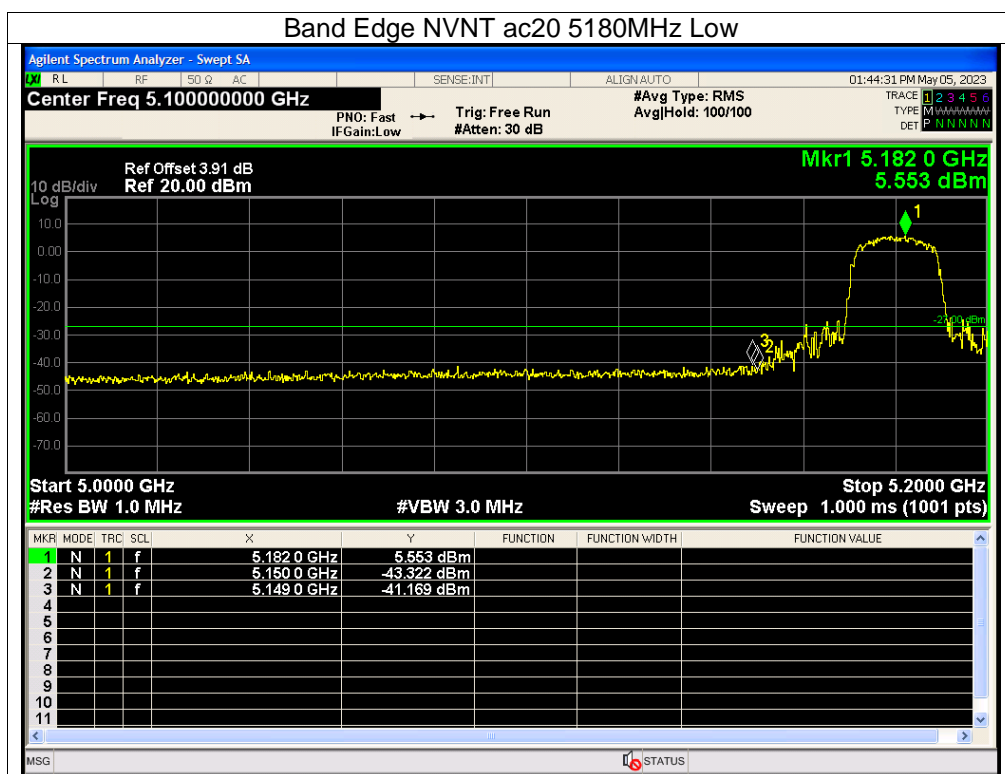 Band Edge NVNT ac20 5180MHz Low
Agilent Spectrum Analyzer - Swept SA
LXI RL RF 50 Ω AC SENSE:INT ALIGN AUTO 01:44:31 PM May 05, 2023
Center Freq 5.100000000 GHz #Avg Type: RMS TRACE 1 2 3 4 5 6
PNO: Fast Trig: Free Run Avg|Hold: 100/100 TYPE M WWWWW
IFGain:Low #Atten: 30 dB DET P N N N N N
Mkr1 5.182 0 GHz
Ref Offset 3.91 dB
10 dB/div Ref 20.00 dBm 5.553 dBm
Log
1
10.0
0.00
-10.0
-20.0
-27.00 dBm
-30.0
3
2
-40.0
-50.0
-60.0
-70.0
Start 5.0000 GHz Stop 5.2000 GHz
#Res BW 1.0 MHz #VBW 3.0 MHz Sweep 1.000 ms (1001 pts)
MKR MODE TRC SCL X Y FUNCTION FUNCTION WIDTH FUNCTION VALUE
1 N 1 f 5.182 0 GHz 5.553 dBm
2 N 1 f 5.150 0 GHz -43.322 dBm
3 N 1 f 5.149 0 GHz -41.169 dBm
4
5
6
7
8
9
10
11
MSG STATUS